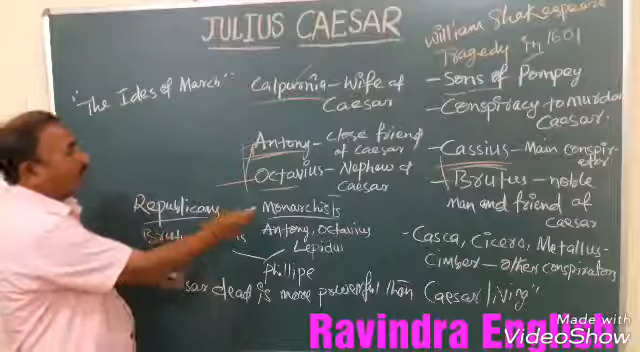 JULIUS CAESAR
William Shakespeare
Tragedy in 1601
"The Ides of March"
Calpurnia - Wife of
Caesar
Antony - Close friend
of Caesar
Octavius - Nephew of
Caesar
Republicans - Monarchists
Antony, Octavius
Lepidus
Phillipe
dead is more powerful than Caesar living"
- Sons of Pompey
- Conspiracy to murder
Caesar.
- Cassius - Main conspir
ator
- Brutus - noble
man and friend of
Caesar
- Casca, Cicero, Metallus
Cimber - other conspirators
Ravindra English
Made with
VideoShow